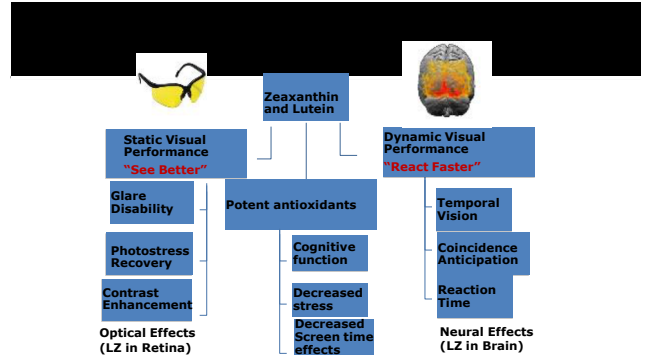 Zeaxanthin
and Lutein
Static Visual
Performance
"See Better"
Glare
Disability
Photostress
Recovery
Contrast
Enhancement
Optical Effects
(LZ in Retina)
Potent antioxidants
Cognitive
function
Decreased
stress
Decreased
Screen time
effects
Dynamic Visual
Performance
"React Faster"
Temporal
Vision
Coincidence
Anticipation
Reaction
Time
Neural Effects
(LZ in Brain)